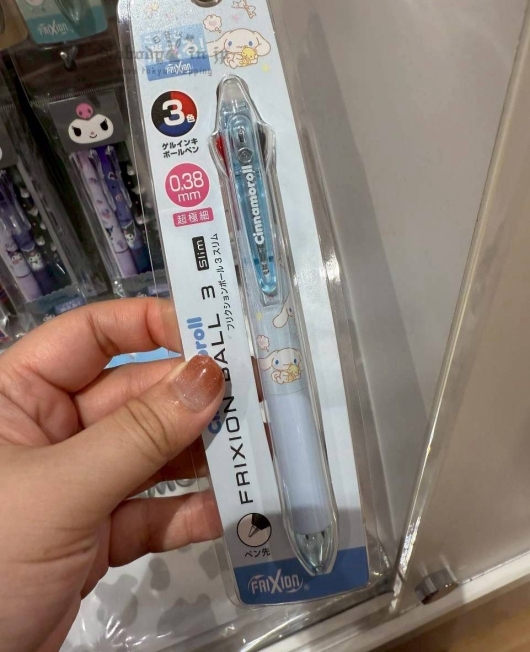 FRIXION
3色
ゲルインキ
ボールペン
0.38
mm
超極細
Cinnamoroll
FRIXION BALL 3 Slim
フリクションボール3スリム
ペン先
FRIXION